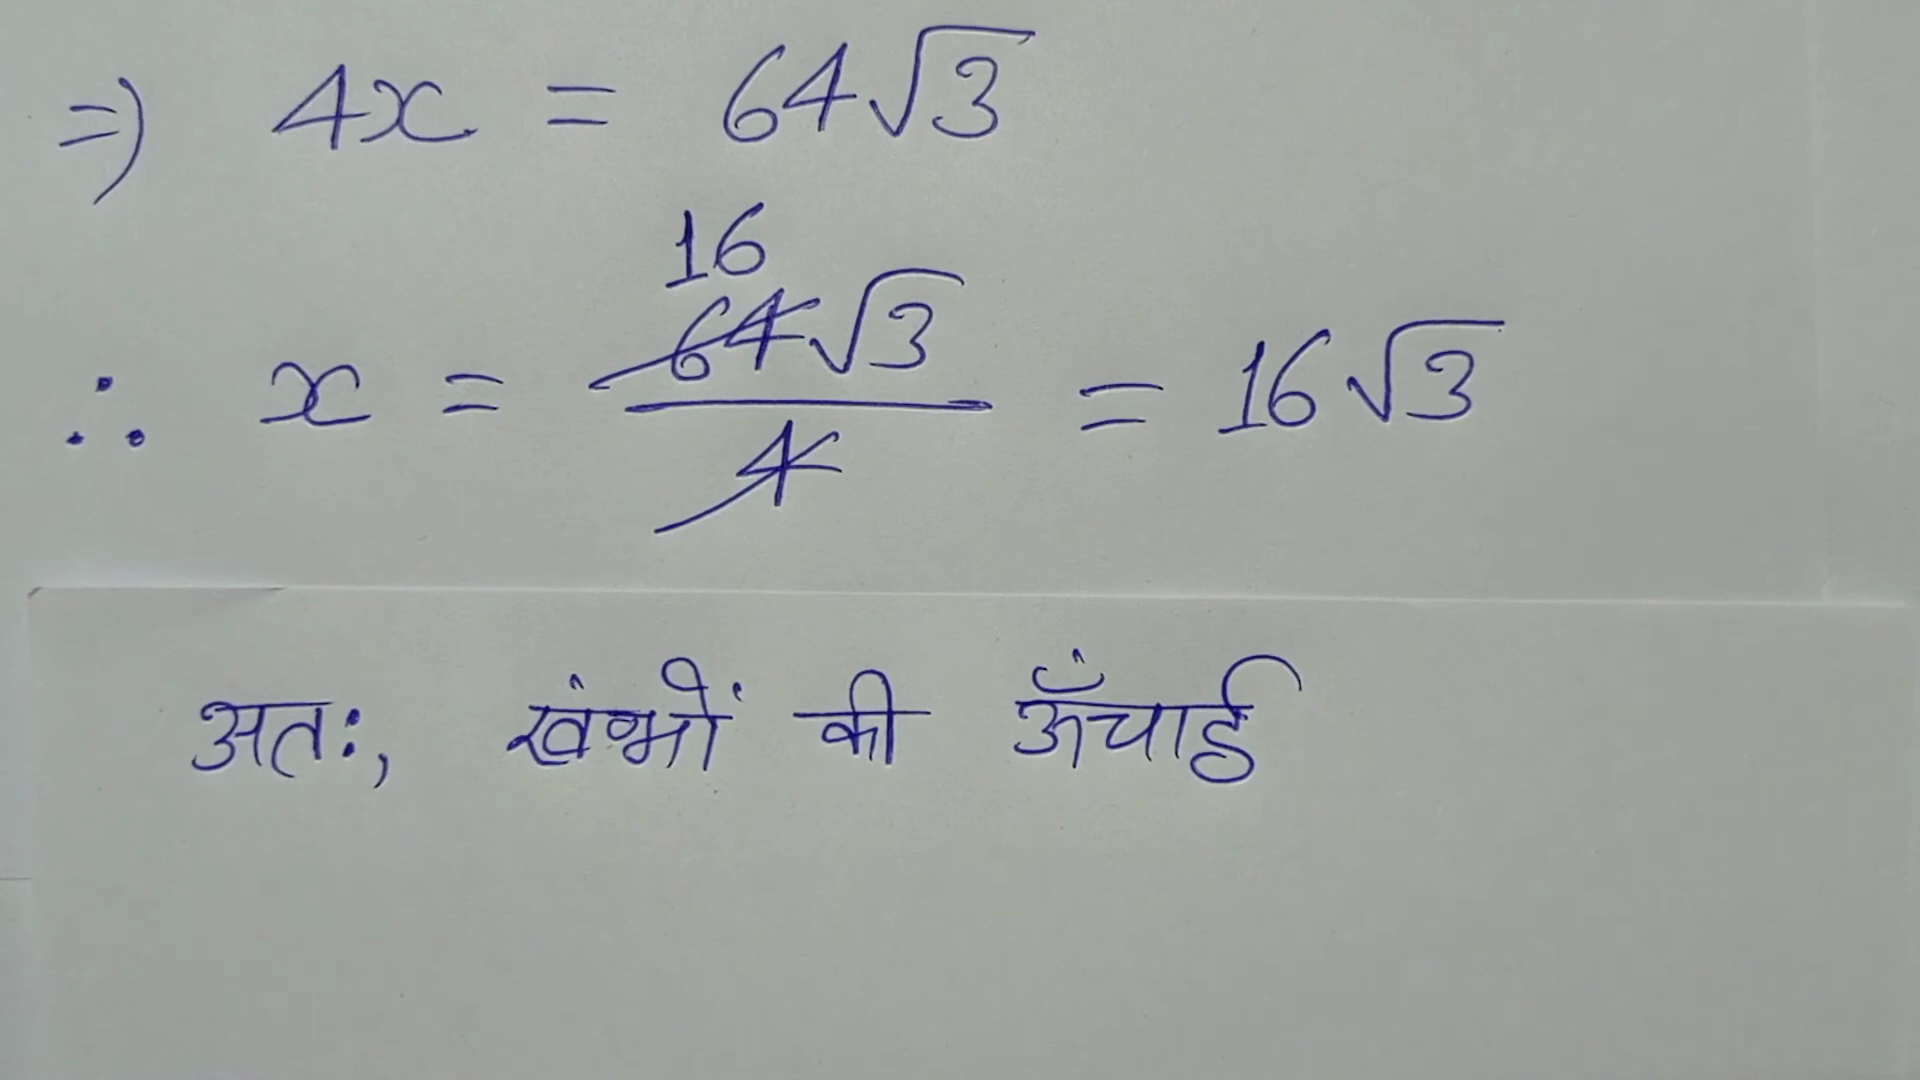 ⇒ 4x = 64√3
16
∴ x = 64√3/4 = 16√3
अतः, खंभों की ऊँचाई